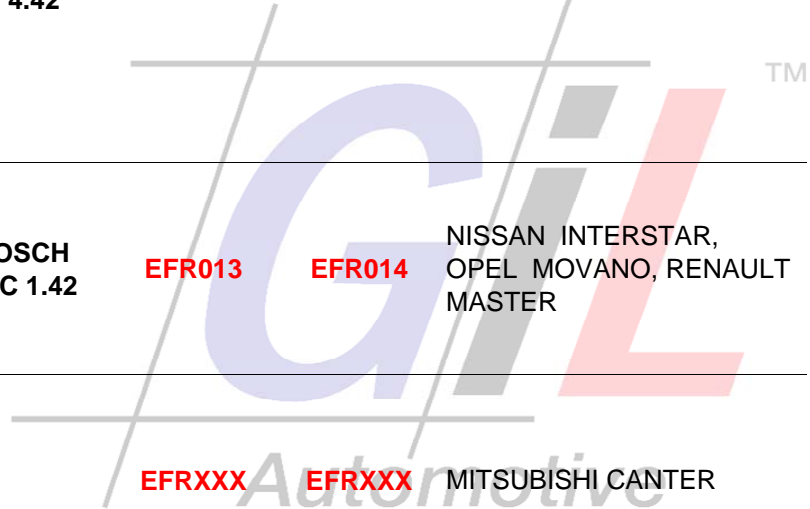 4.42
TM
GiL
OSCH
C 1.42
EFR013 EFR014
NISSAN INTERSTAR,
OPEL MOVANO, RENAULT
MASTER
EFRXXX EFRXXX MITSUBISHI CANTER
Automotive